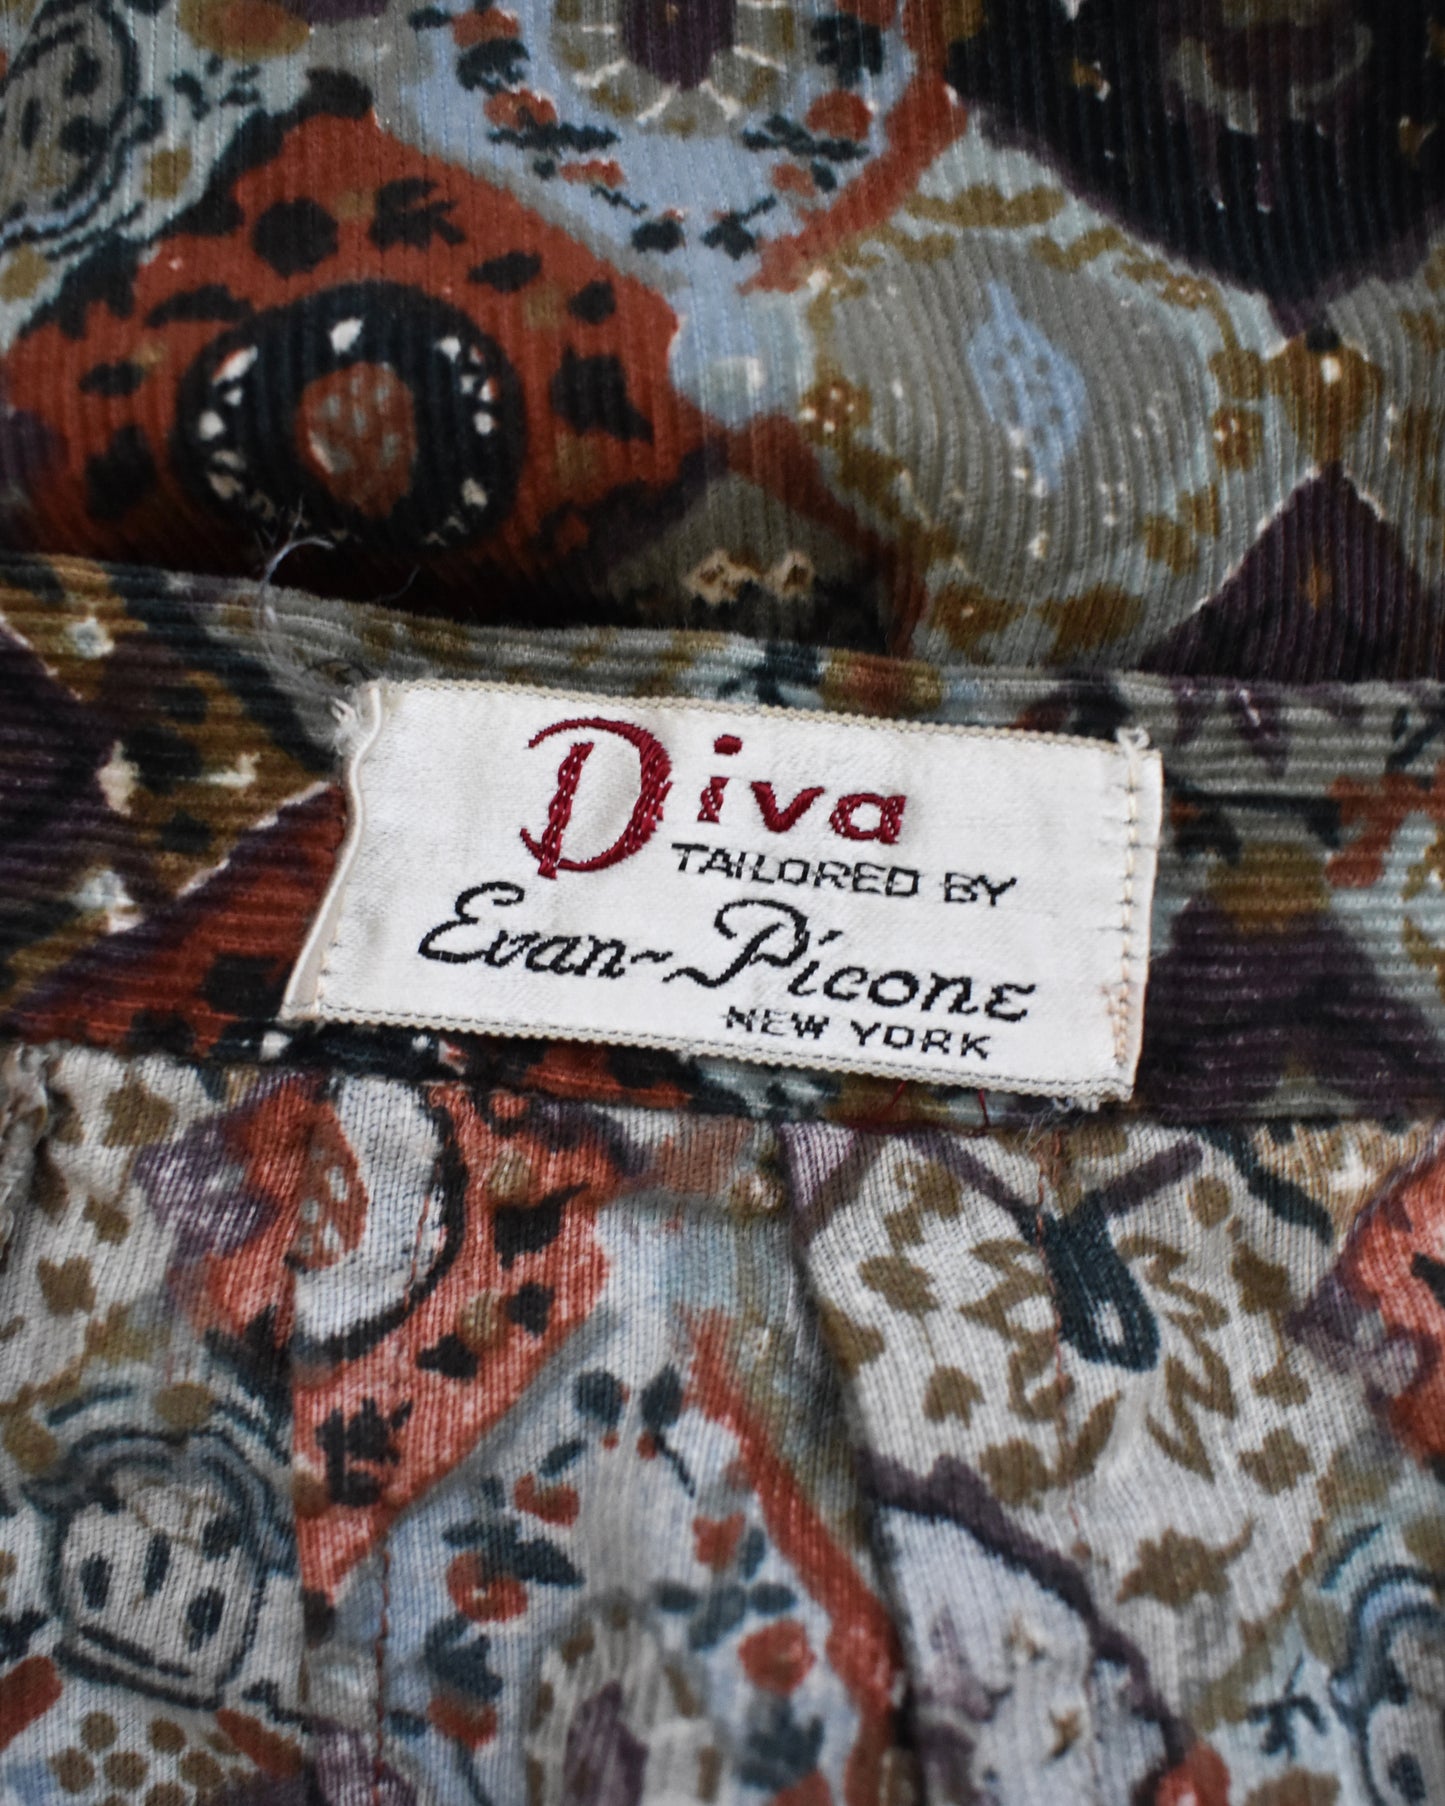 Diva
TAILORED BY
Evan-Picone
NEW YORK